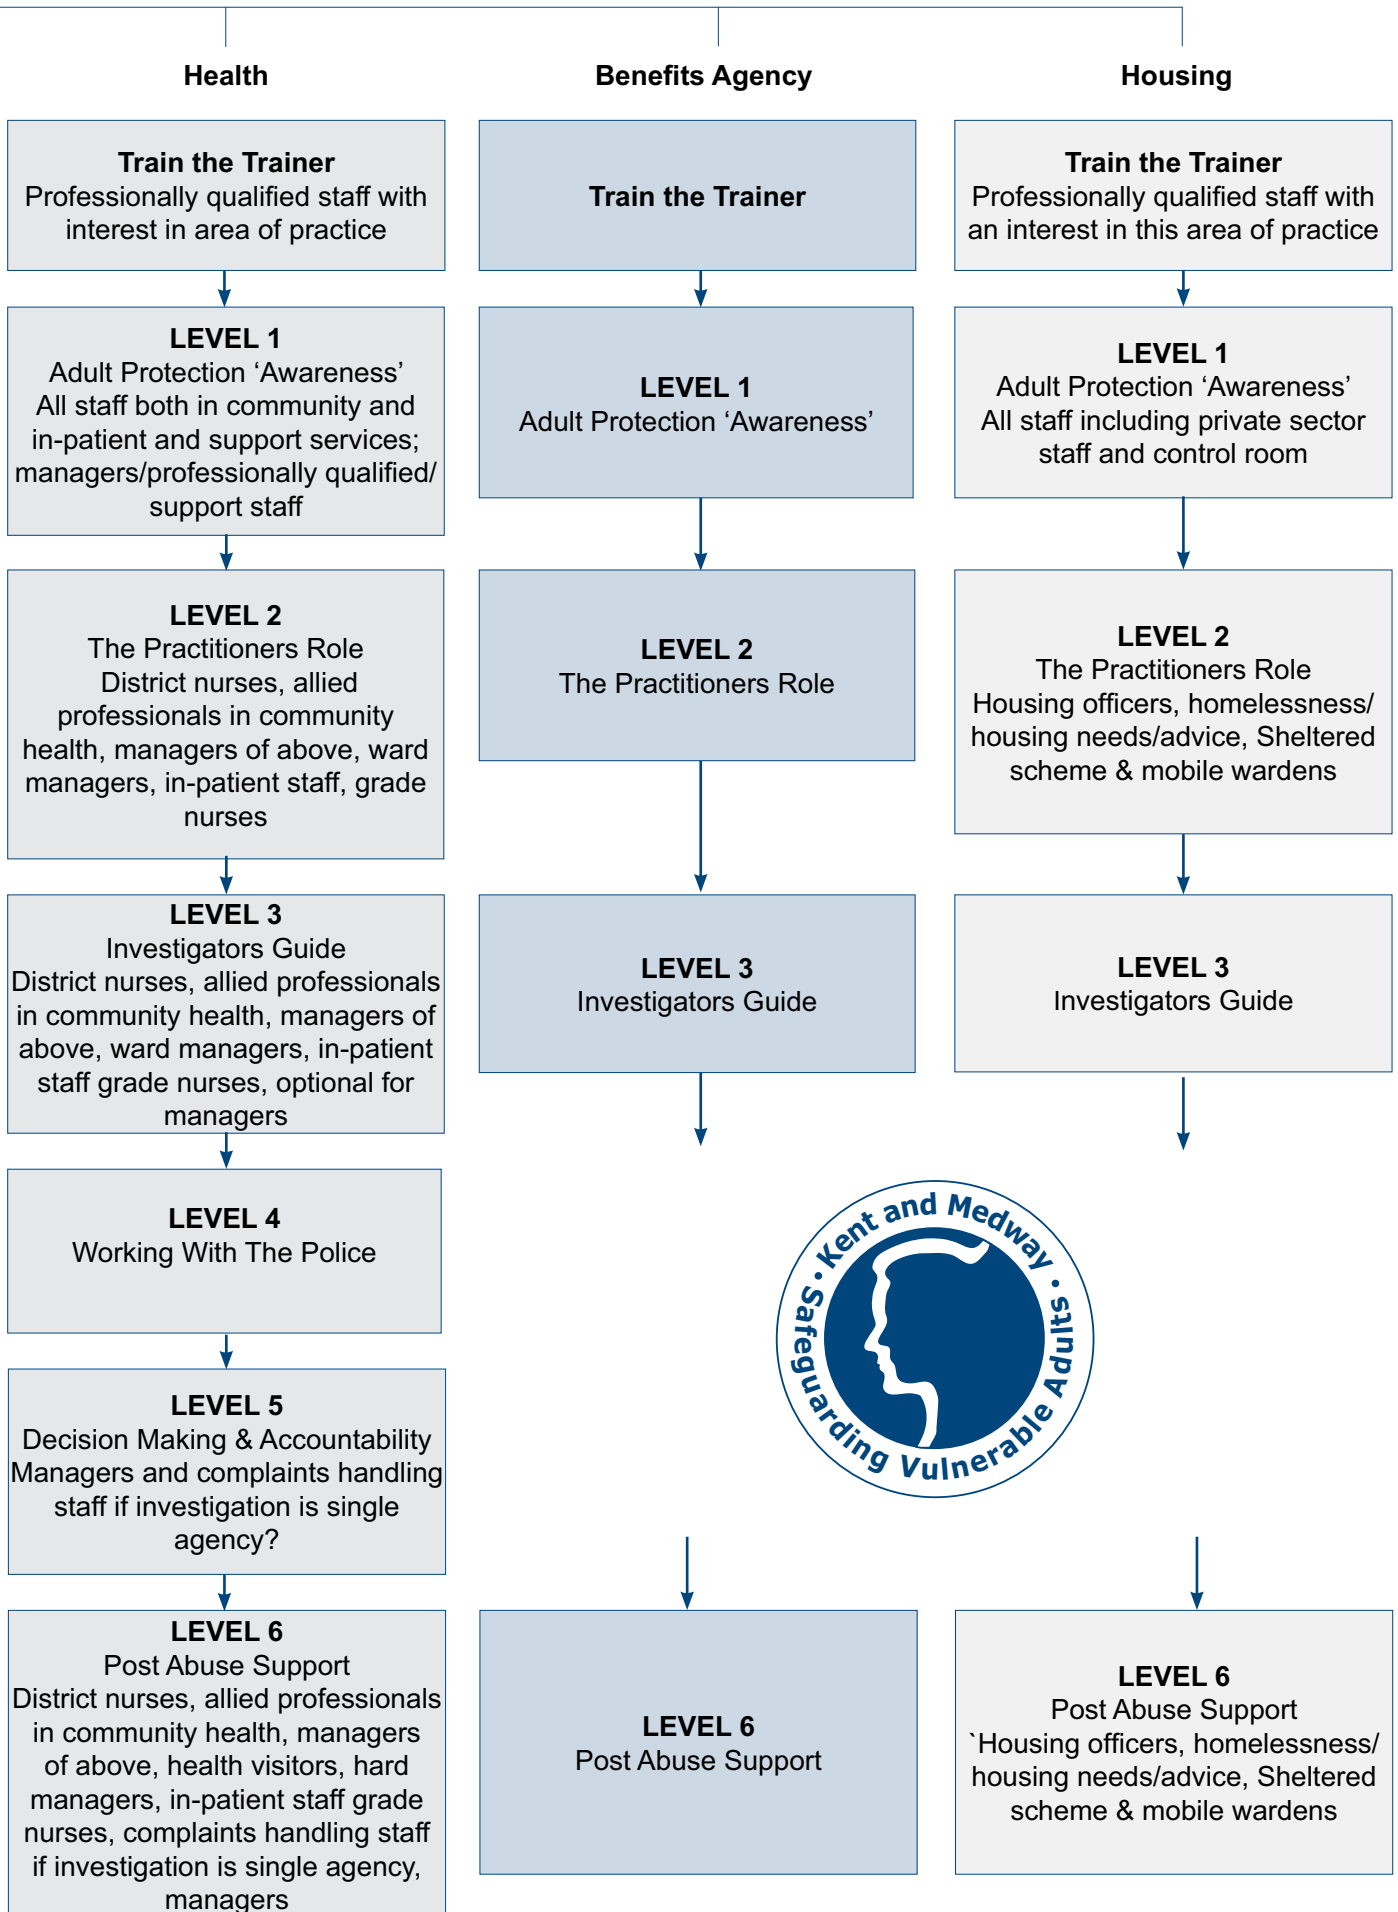 Health
Benefits Agency
Housing
Train the Trainer
Professionally qualified staff with
interest in area of practice
LEVEL 1
Adult Protection ‘Awareness’
All staff both in community and
in-patient and support services;
managers/professionally qualified/
support staff
LEVEL 2
The Practitioners Role
District nurses, allied
professionals in community
health, managers of above, ward
managers, in-patient staff, grade
nurses
LEVEL 3
Investigators Guide
District nurses, allied professionals
in community health, managers of
above, ward managers, in-patient
staff grade nurses, optional for
managers
LEVEL 4
Working With The Police
LEVEL 5
Decision Making & Accountability
Managers and complaints handling
staff if investigation is single
agency?
LEVEL 6
Post Abuse Support
District nurses, allied professionals
in community health, managers
of above, health visitors, hard
managers, in-patient staff grade
nurses, complaints handling staff
if investigation is single agency,
managers
Train the Trainer
LEVEL 1
Adult Protection ‘Awareness’
LEVEL 2
The Practitioners Role
LEVEL 3
Investigators Guide
LEVEL 6
Post Abuse Support
Train the Trainer
Professionally qualified staff with
an interest in this area of practice
LEVEL 1
Adult Protection ‘Awareness’
All staff including private sector
staff and control room
LEVEL 2
The Practitioners Role
Housing officers, homelessness/
housing needs/advice, Sheltered
scheme & mobile wardens
LEVEL 3
Investigators Guide
LEVEL 6
Post Abuse Support
`Housing officers, homelessness/
housing needs/advice, Sheltered
scheme & mobile wardens
· Kent and Medway ·
Safeguarding Vulnerable Adults